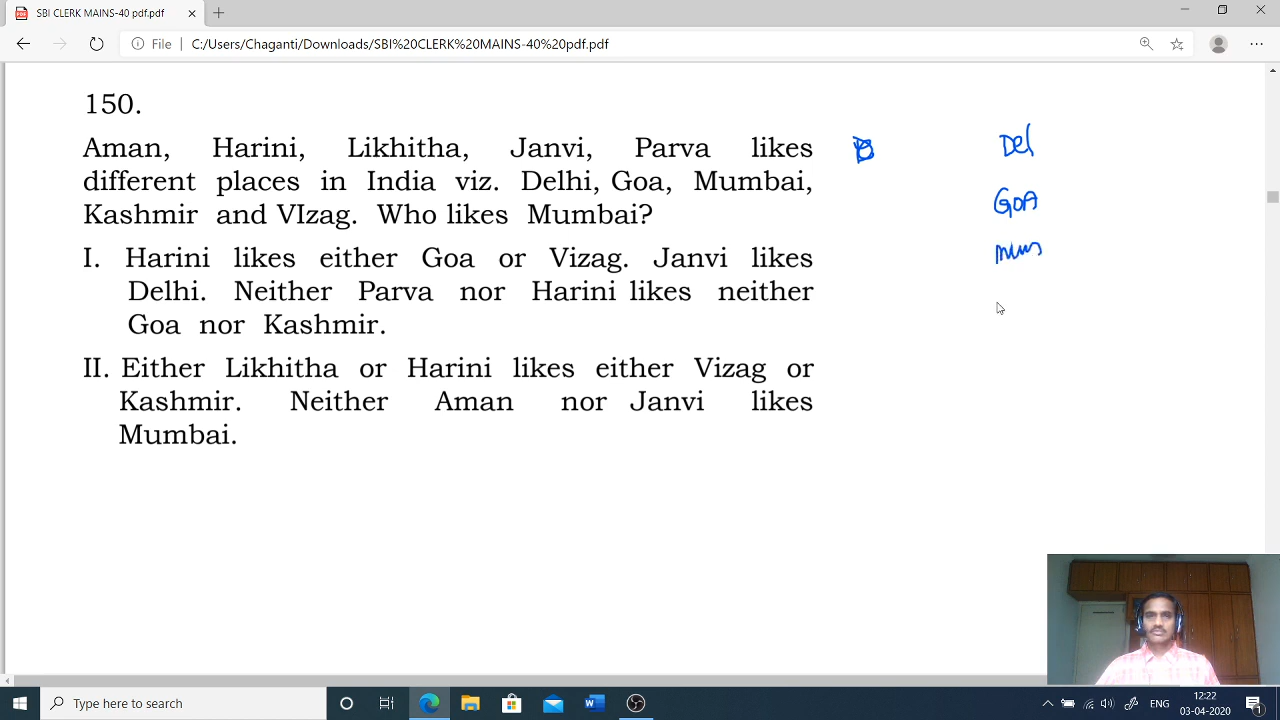 SBI CLERK MAINS-40 pdf.pdf
File
C:/Users/Chaganti/Downloads/SBI%20CLERK%20MAINS-40%20pdf.pdf
150.
Aman, Harini, Likhitha, Janvi, Parva likes
different places in India viz. Delhi, Goa, Mumbai,
Kashmir and VIzag. Who likes Mumbai?
I. Harini likes either Goa or Vizag. Janvi likes
Delhi. Neither Parva nor Harini likes neither
Goa nor Kashmir.
II. Either Likhitha or Harini likes either Vizag or
Kashmir. Neither Aman nor Janvi likes
Mumbai.
Del
GOA
mum
Type here to search
ENG
12:22
03-04-2020